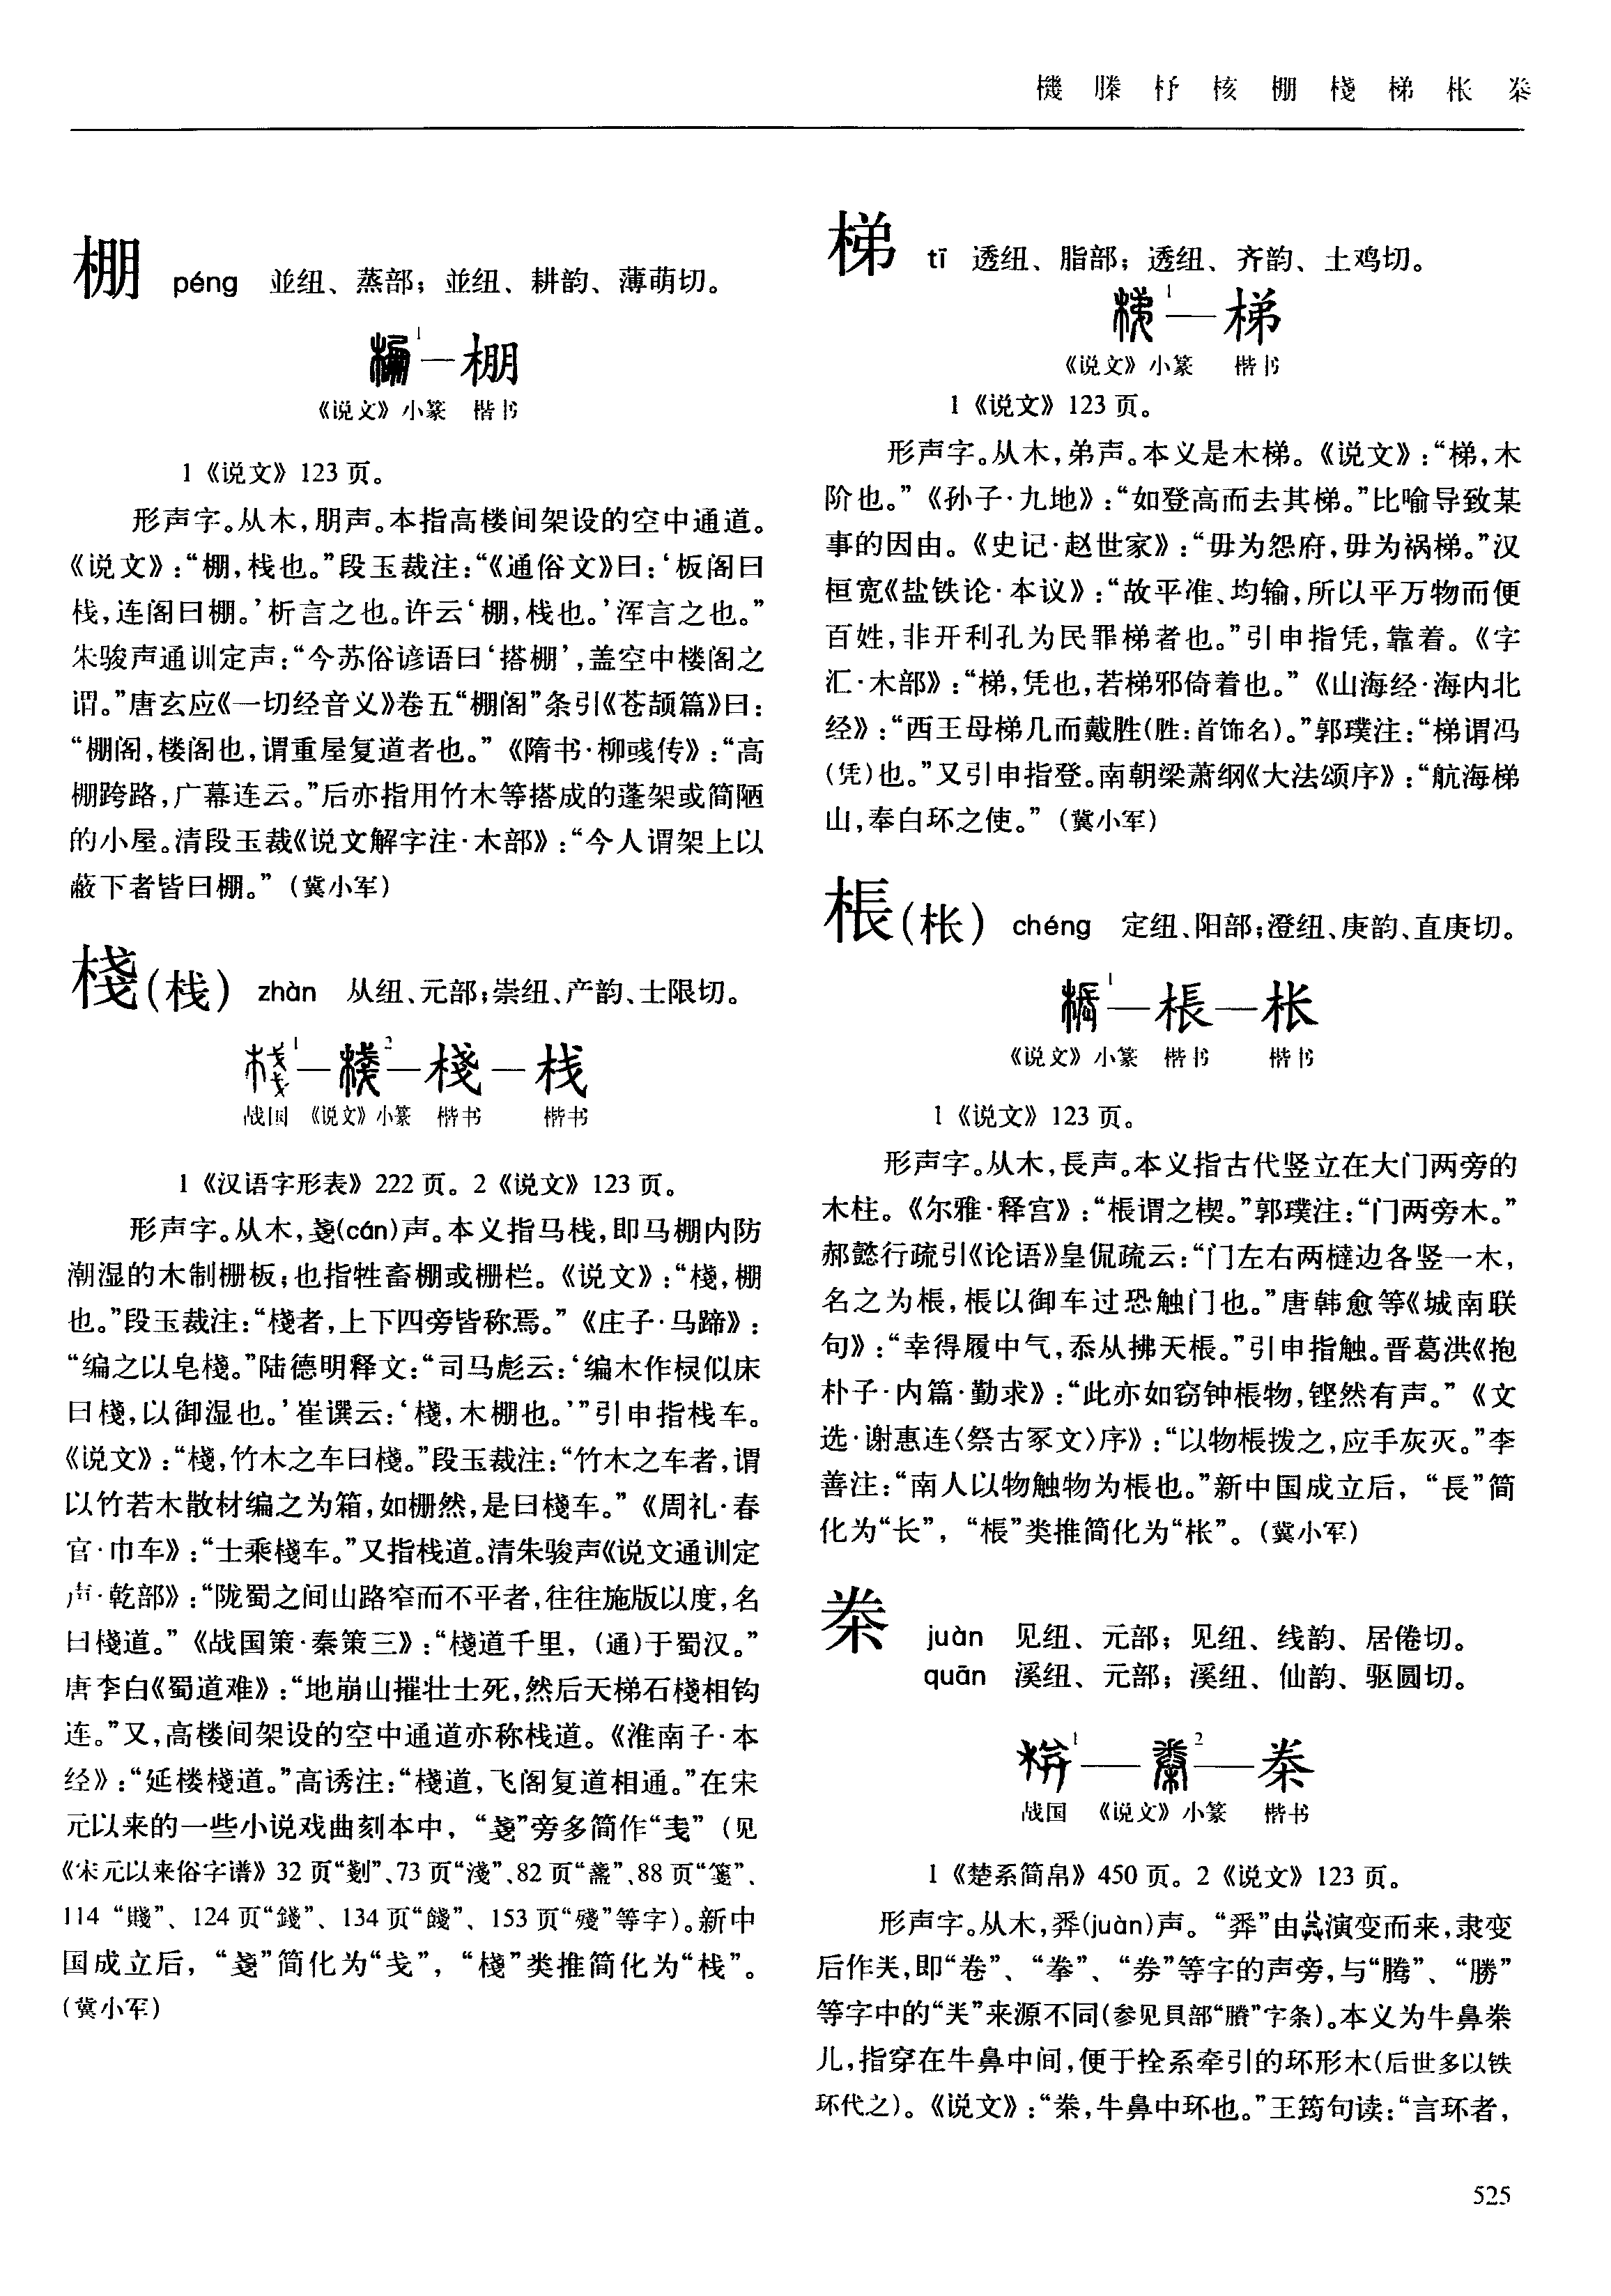 機 榺 杼 核 棚 棧 梯 枨 桊
棚 péng 並纽、蒸部；並纽、耕韵、薄萌切。
1—棚
《说文》小篆 楷书
1《说文》123页。
形声字。从木，朋声。本指高楼间架设的空中通道。
《说文》：“棚，栈也。”段玉裁注：“《通俗文》曰：‘板阁曰
栈，连阁曰棚。’析言之也。许云‘棚，栈也。’浑言之也。”
朱骏声通训定声：“今苏俗谚语曰‘搭棚’，盖空中楼阁之
谓。”唐玄应《一切经音义》卷五“棚阁”条引《苍颉篇》曰：
“棚阁，楼阁也，谓重屋复道者也。”《隋书·柳彧传》：“高
棚跨路，广幕连云。”后亦指用竹木等搭成的蓬架或简陋
的小屋。清段玉裁《说文解字注·木部》：“今人谓架上以
蔽下者皆曰棚。”（冀小军）
棧（栈） zhàn 从纽、元部；崇纽、产韵、士限切。
1—2—棧—栈
战国 《说文》小篆 楷书 楷书
1《汉语字形表》222页。2《说文》123页。
形声字。从木，戔(cán)声。本义指马栈，即马棚内防
潮湿的木制栅板；也指牲畜棚或栅栏。《说文》：“棧，棚
也。”段玉裁注：“棧者，上下四旁皆称焉。”《庄子·马蹄》：
“编之以皂棧。”陆德明释文：“司马彪云：‘编木作棂似床
曰棧，以御湿也。’崔譔云：‘棧，木棚也。’”引申指栈车。
《说文》：“棧，竹木之车曰棧。”段玉裁注：“竹木之车者，谓
以竹若木散材编之为箱，如栅然，是曰棧车。”《周礼·春
官·巾车》：“士乘棧车。”又指栈道。清朱骏声《说文通训定
声·乾部》：“陇蜀之间山路窄而不平者，往往施版以度，名
曰棧道。”《战国策·秦策三》：“棧道千里，（通）于蜀汉。”
唐李白《蜀道难》：“地崩山摧壮士死，然后天梯石棧相钩
连。”又，高楼间架设的空中通道亦称栈道。《淮南子·本
经》：“延楼棧道。”高诱注：“棧道，飞阁复道相通。”在宋
元以来的一些小说戏曲刻本中，“戔”旁多简作“㦮”（见
《宋元以来俗字谱》32页“剗”、73页“淺”、82页“盞”、88页“箋”、
114“賤”、124页“錢”、134页“餞”、153页“殘”等字）。新中
国成立后，“戔”简化为“戋”，“棧”类推简化为“栈”。
（冀小军）
梯 tī 透纽、脂部；透纽、齐韵、土鸡切。
1—梯
《说文》小篆 楷书
1《说文》123页。
形声字。从木，弟声。本义是木梯。《说文》：“梯，木
阶也。”《孙子·九地》：“如登高而去其梯。”比喻导致某
事的因由。《史记·赵世家》：“毋为怨府，毋为祸梯。”汉
桓宽《盐铁论·本议》：“故平准、均输，所以平万物而便
百姓，非开利孔为民罪梯者也。”引申指凭，靠着。《字
汇·木部》：“梯，凭也，若梯邪倚着也。”《山海经·海内北
经》：“西王母梯几而戴胜（胜：首饰名）。”郭璞注：“梯谓冯
（凭）也。”又引申指登。南朝梁萧纲《大法颂序》：“航海梯
山，奉白环之使。”（冀小军）
棖（枨） chéng 定纽、阳部；澄纽、庚韵、直庚切。
1—棖—枨
《说文》小篆 楷书 楷书
1《说文》123页。
形声字。从木，長声。本义指古代竖立在大门两旁的
木柱。《尔雅·释宫》：“棖谓之楔。”郭璞注：“门两旁木。”
郝懿行疏引《论语》皇侃疏云：“门左右两橽边各竖一木，
名之为棖，棖以御车过恐触门也。”唐韩愈等《城南联
句》：“幸得履中气，忝从拂天棖。”引申指触。晋葛洪《抱
朴子·内篇·勤求》：“此亦如窃钟棖物，铿然有声。”《文
选·谢惠连〈祭古冢文〉序》：“以物棖拨之，应手灰灭。”李
善注：“南人以物触物为棖也。”新中国成立后，“長”简
化为“长”，“棖”类推简化为“枨”。（冀小军）
桊 juàn 见纽、元部；见纽、线韵、居倦切。
quān 溪纽、元部；溪纽、仙韵、驱圆切。
1—2—桊
战国 《说文》小篆 楷书
1《楚系简帛》450页。2《说文》123页。
形声字。从木，𢍏(juàn)声。“𢍏”由演变而来，隶变
后作龹，即“卷”、“拳”、“券”等字的声旁，与“腾”、“勝”
等字中的“龹”来源不同（参见貝部“賸”字条）。本义为牛鼻桊
儿，指穿在牛鼻中间，便于拴系牵引的环形木（后世多以铁
环代之）。《说文》：“桊，牛鼻中环也。”王筠句读：“言环者，
525